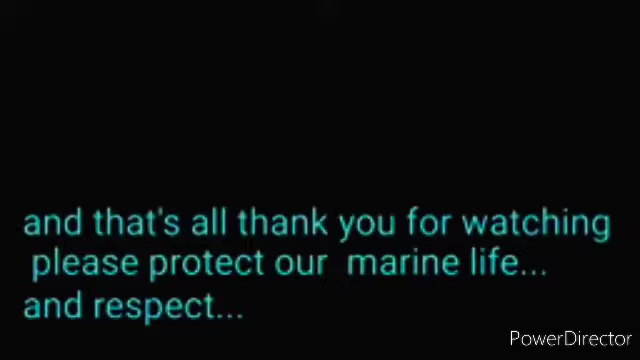 and that's all thank you for watching
please protect our marine life...
and respect...
PowerDirector